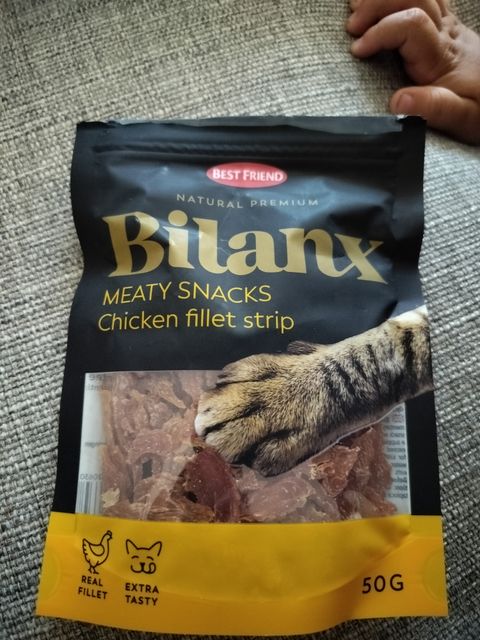 BEST FRIEND
NATURAL PREMIUM
Bilanx
MEATY SNACKS
Chicken fillet strip
REAL
FILLET
EXTRA
TASTY
50G